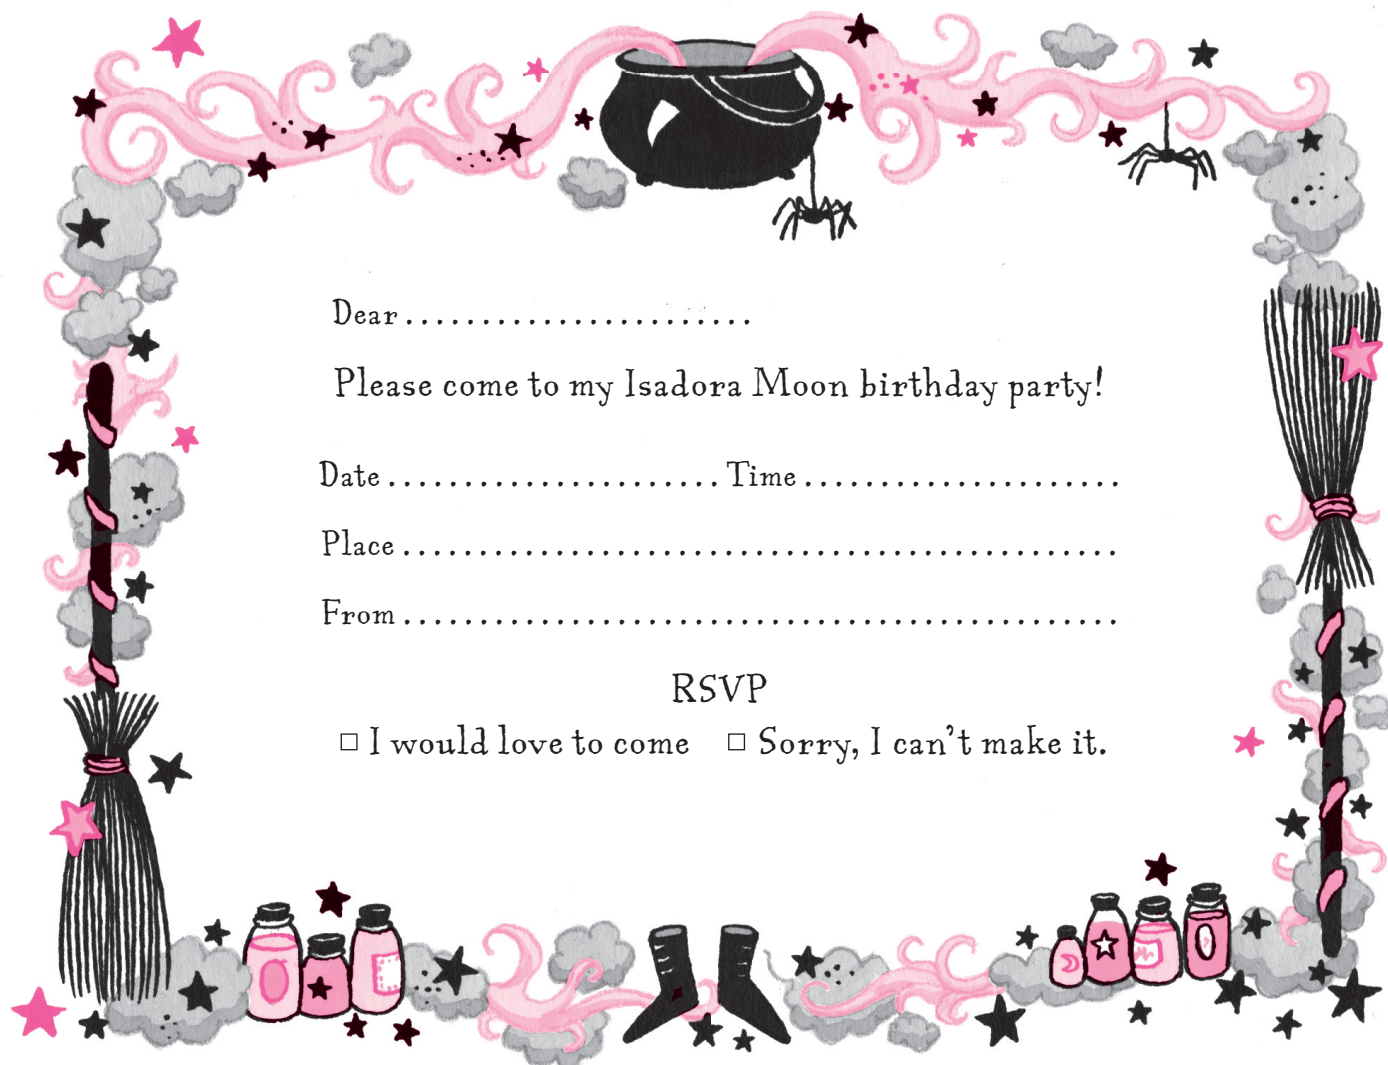 Dear .......................
Please come to my Isadora Moon birthday party!
Date ...................... Time .....................
Place ...............................................
From ...............................................
RSVP
□ I would love to come □ Sorry, I can't make it.